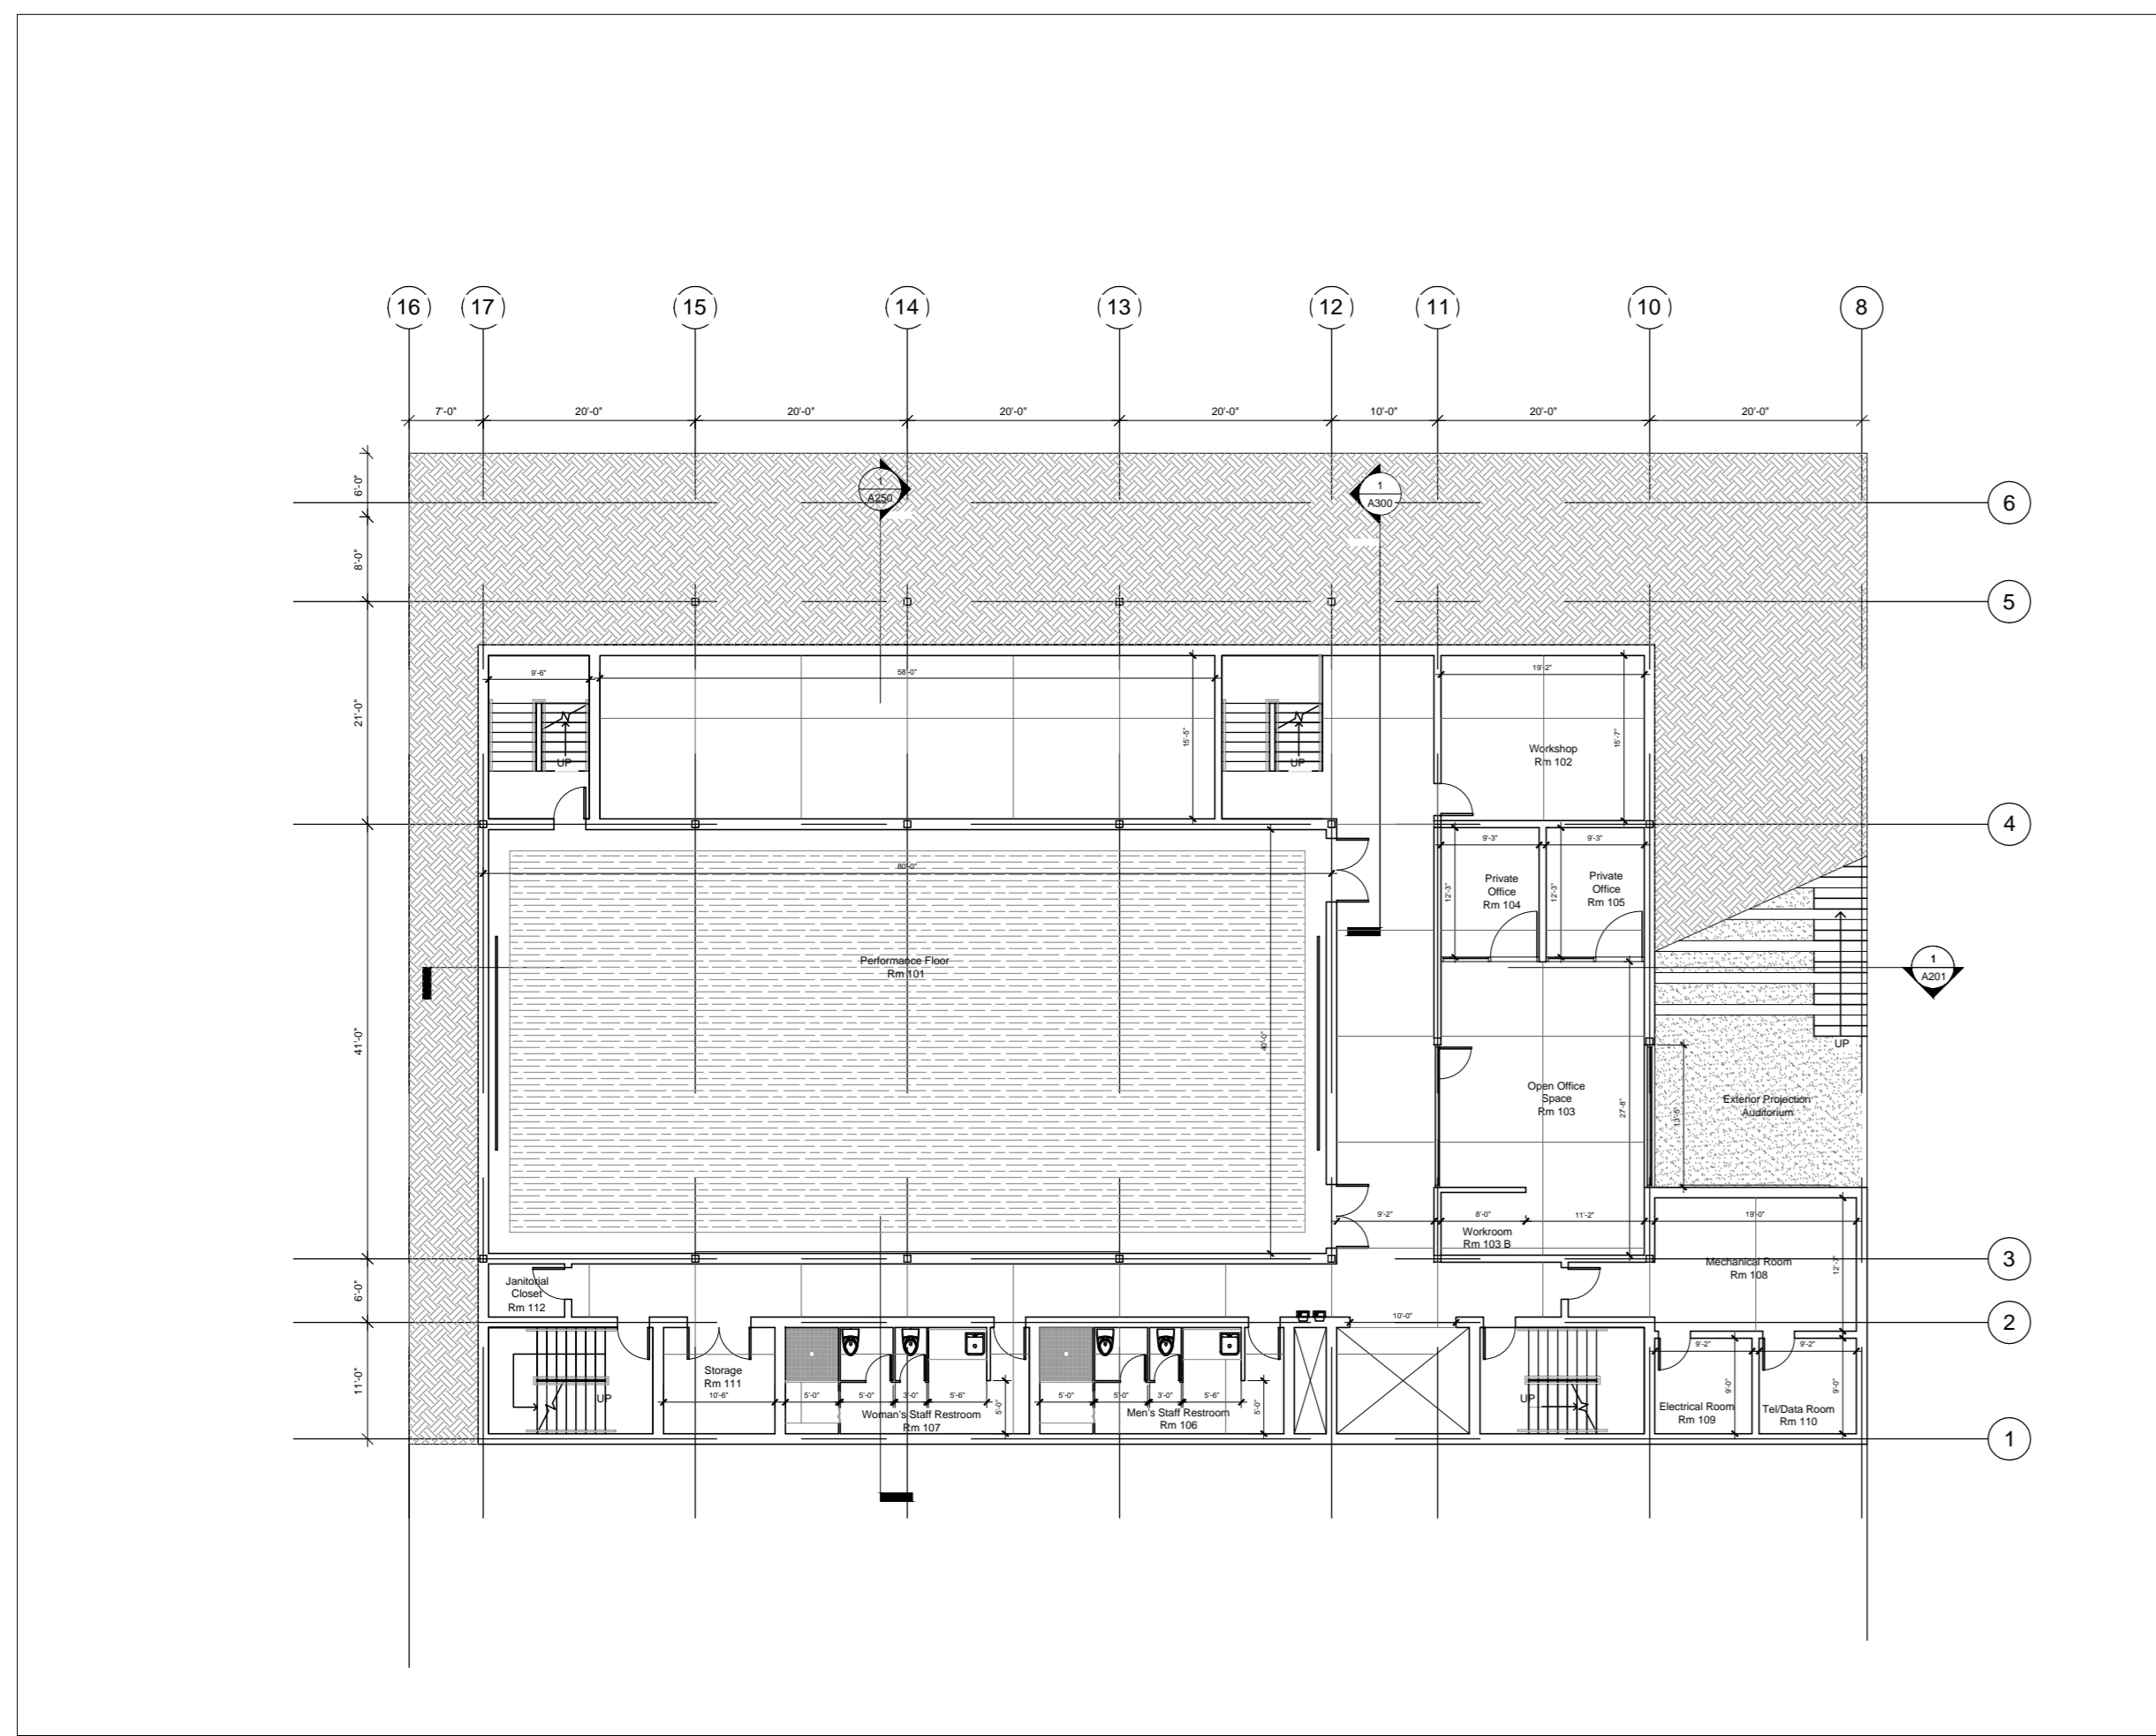 16 17 15 14 13 12 11 10 8
7'-0" 20'-0" 20'-0" 20'-0" 20'-0" 10'-0" 20'-0" 20'-0"
6'-0"
1
A250
1
A300
6
8'-0"
5
21'-0"
9'-6"
58'-0"
19'-2"
15'-5"
15'-7"
UP
UP
Workshop
Rm 102
4
9'-3"
9'-3"
80'-0"
12'-3"
12'-3"
Private
Office
Rm 104
Private
Office
Rm 105
Performance Floor
Rm 101
1
A201
41'-0"
40'-0"
UP
Open Office
Space
Rm 103
27'-8"
Exterior Projection
Auditorium
9'-2"
8'-0"
11'-2"
19'-0"
Workroom
Rm 103 B
Mechanical Room
Rm 108
12'-7"
3
6'-0"
Janitorial
Closet
Rm 112
10'-0"
2
11'-0"
UP
Storage
Rm 111
10'-6"
5'-0" 5'-0" 3'-0" 5'-6"
5'-0"
Woman's Staff Restroom
Rm 107
5'-0" 5'-0" 3'-0" 5'-6"
5'-0"
Men's Staff Restroom
Rm 106
UP
9'-2"
9'-2"
9'-0"
9'-0"
Electrical Room
Rm 109
Tel/Data Room
Rm 110
1